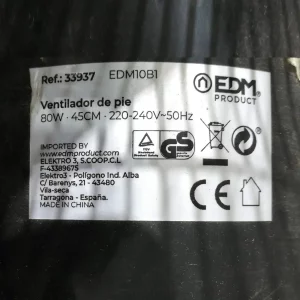 Ref.: 33937 EDM10B1
EDM
PRODUCT
Ventilador de pie
80W · 45CM · 220-240V~50Hz
IMPORTED BY
www.edmproduct.com
ELEKTRO 3, S.COOP.C.L
F-43389675
Elektro3 - Polígono Ind. Alba
C/ Barenys, 21 - 43480
Vila-seca
Tarragona - España.
MADE IN CHINA
TÜV
GS
CE